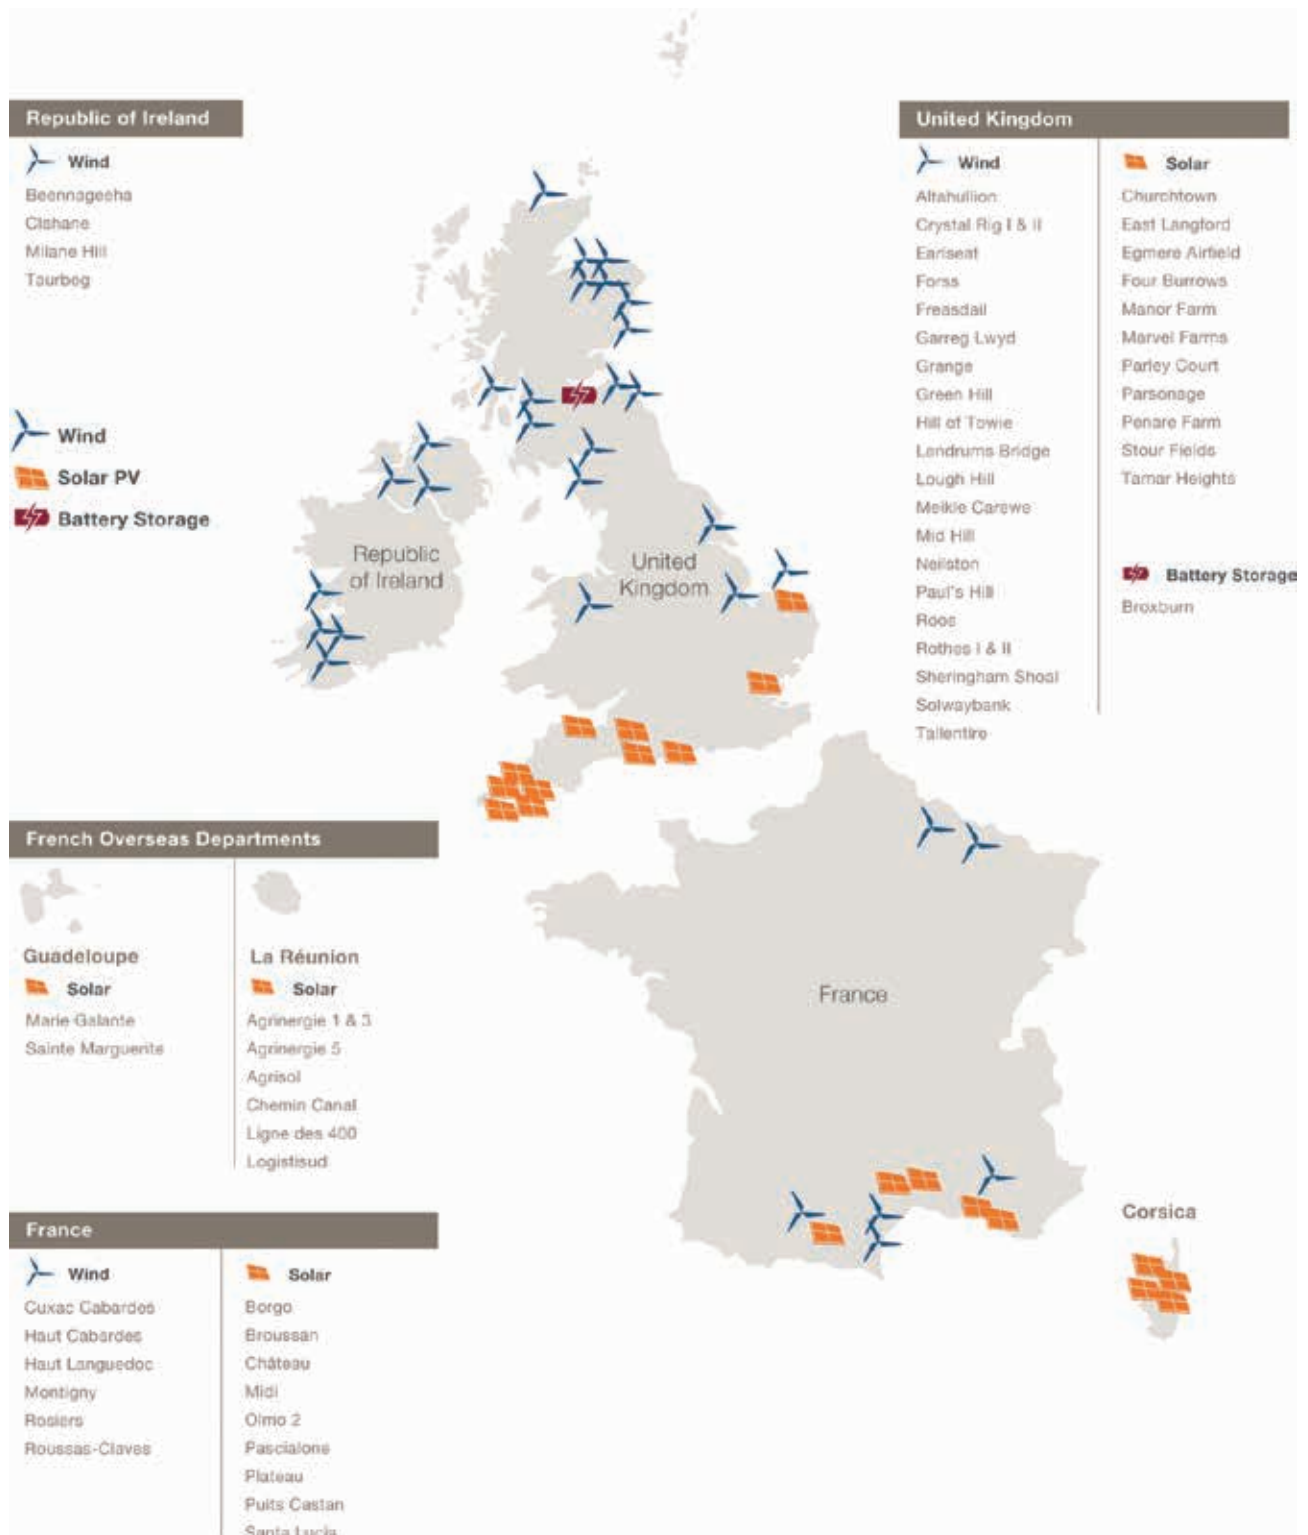 Republic of Ireland
Wind
Beennageeha
Clahane
Milane Hill
Taurbeg
Wind
Solar PV
Battery Storage
Republic
of Ireland
United
Kingdom
United Kingdom
Wind
Altahullion
Crystal Rig I & II
Earlseat
Forss
Freasdail
Garreg Lwyd
Grange
Green Hill
Hill of Towie
Lendrums Bridge
Lough Hill
Meikle Carewe
Mid Hill
Neilston
Paul's Hill
Roos
Rothes I & II
Sheringham Shoal
Solwaybank
Tallentire
Solar
Churchtown
East Langford
Egmere Airfield
Four Burrows
Manor Farm
Marvel Farms
Parley Court
Parsonage
Penare Farm
Stour Fields
Tamar Heights
Battery Storage
Broxburn
French Overseas Departments
Guadeloupe
Solar
Marie Galante
Sainte Marguerite
La Réunion
Solar
Agrinergie 1 & 3
Agrinergie 5
Agrisol
Chemin Canal
Ligne des 400
Logistisud
France
Corsica
France
Wind
Cuxac Cabardes
Haut Cabardes
Haut Languedoc
Montigny
Rosiers
Roussas-Claves
Solar
Borgo
Broussan
Château
Midi
Olmo 2
Pascialone
Plateau
Puits Castan
Santa Lucia